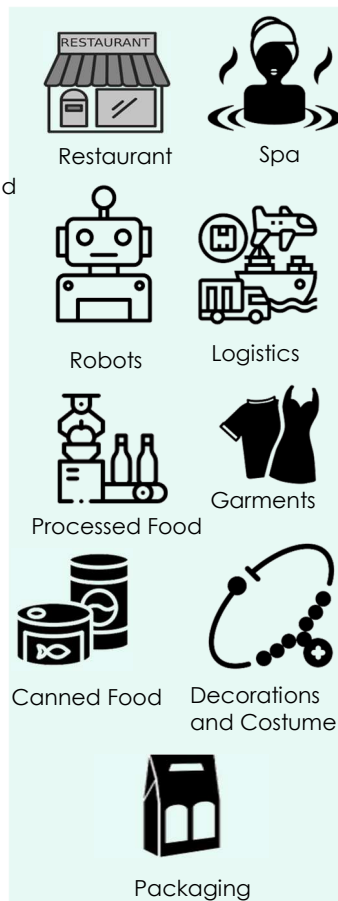 RESTAURANT
Restaurant
Spa
d
Robots
Logistics
Processed Food
Garments
Canned Food
Decorations
and Costume
Packaging